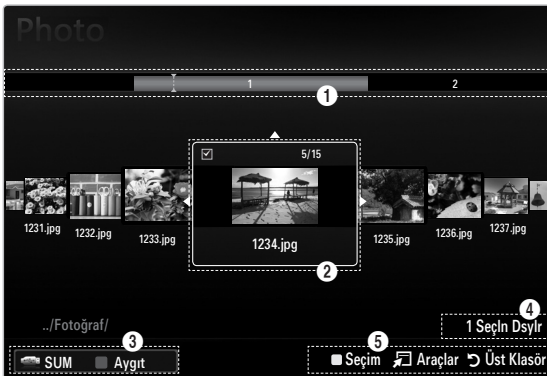 Photo
1 2
1
5/15
1231.jpg 1232.jpg 1233.jpg 1234.jpg 1235.jpg 1236.jpg 1237.jpg
2
../Fotoğraf/
4
1 Seçln Dsylr
3 5
SUM Aygıt Seçim Araçlar Üst Klasör